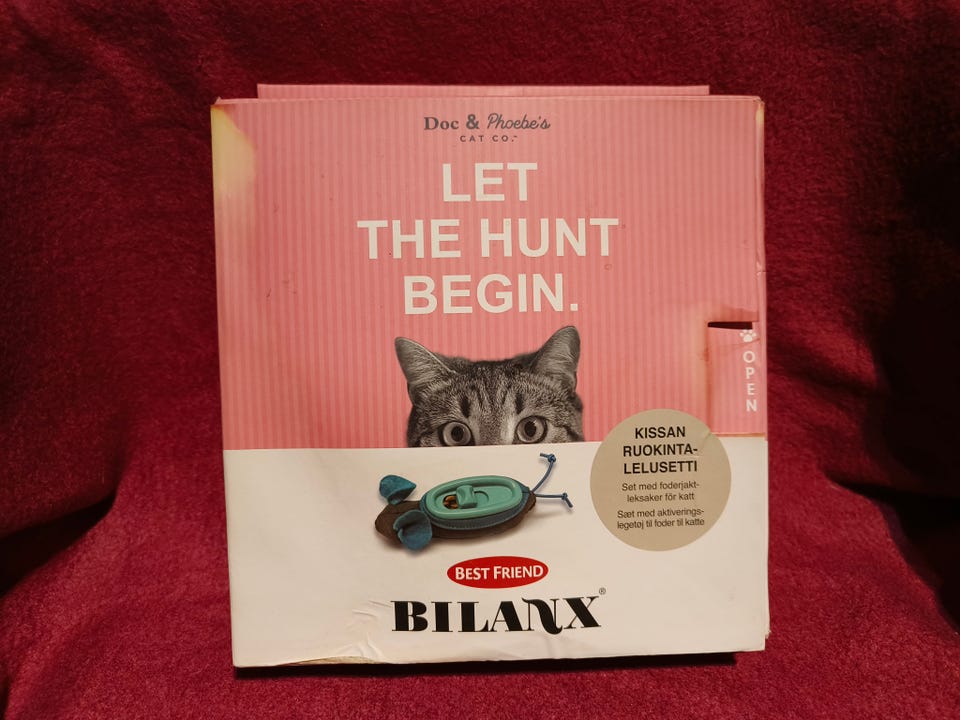 Doc & Phoebe's
CAT CO.™
LET
THE HUNT
BEGIN.
OPEN
KISSAN
RUOKINTA-
LELUSETTI
Set med foderjakt-
leksaker för katt
Sæt med aktiverings-
legetøj til foder til katte
BEST FRIEND
BILANX®